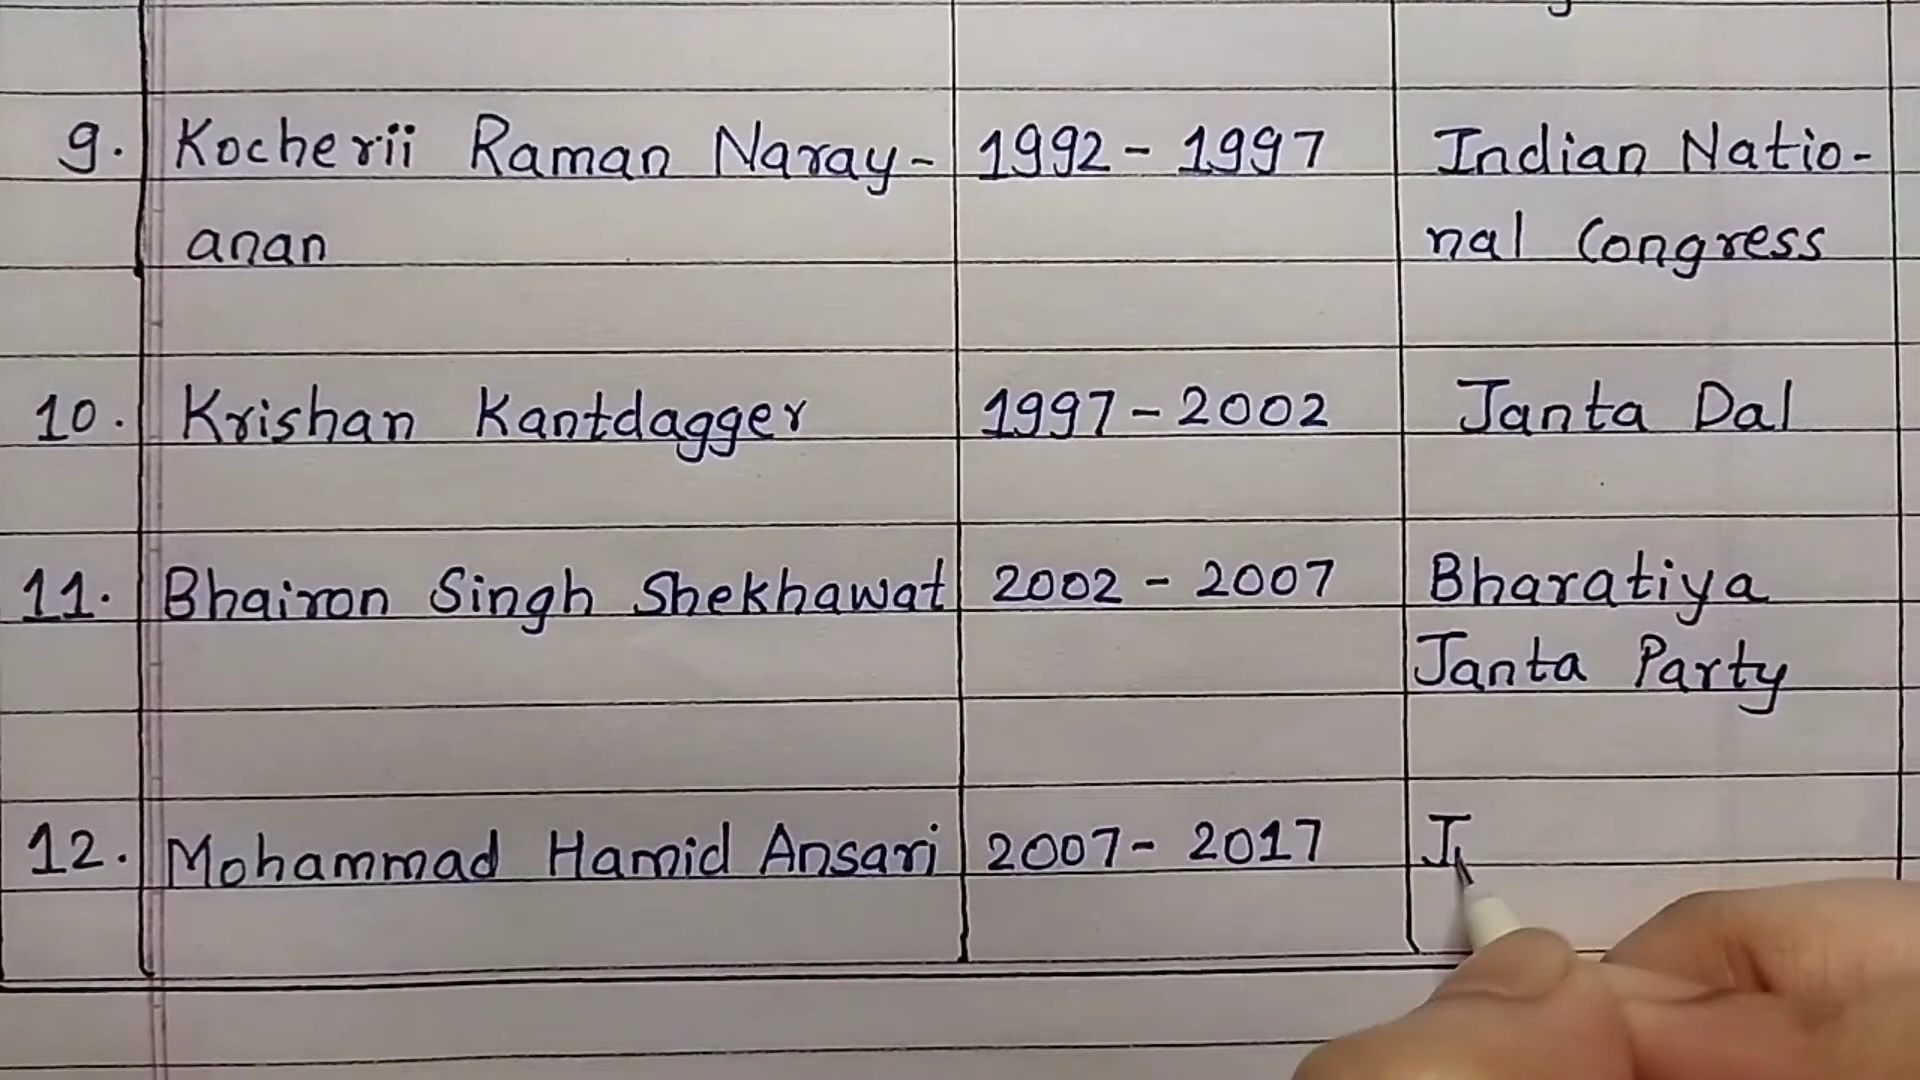 9. Kocherii Raman Naray- 1992 - 1997 Indian Natio-
anan nal Congress
10. Krishan Kantdagger 1997 - 2002 Janta Dal
11. Bhairon Singh Shekhawat 2002 - 2007 Bharatiya
Janta Party
12. Mohammad Hamid Ansari 2007 - 2017 I